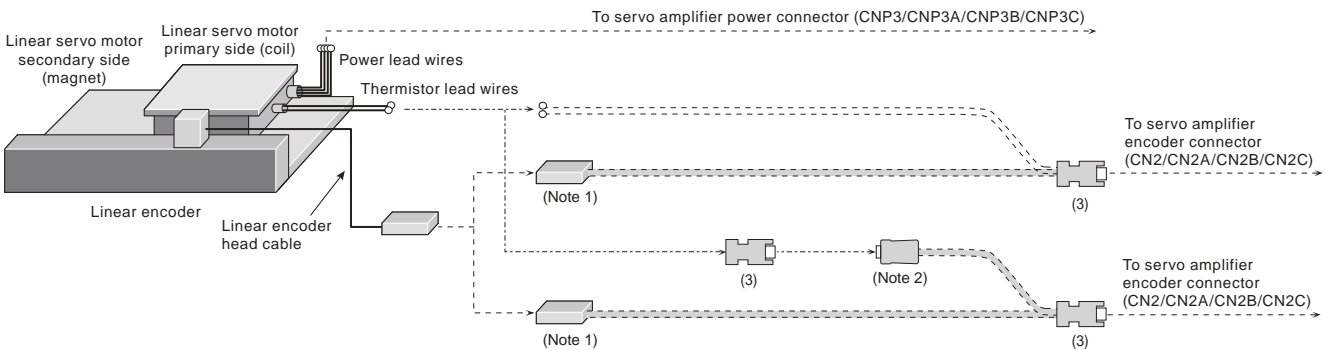 To servo amplifier power connector (CNP3/CNP3A/CNP3B/CNP3C)
Linear servo motor
secondary side
(magnet)
Linear servo motor
primary side (coil)
Power lead wires
Thermistor lead wires
To servo amplifier
encoder connector
(CN2/CN2A/CN2B/CN2C)
(Note 1)
(3)
Linear encoder
Linear encoder
head cable
(3)
(Note 2)
To servo amplifier
encoder connector
(CN2/CN2A/CN2B/CN2C)
(Note 1)
(3)